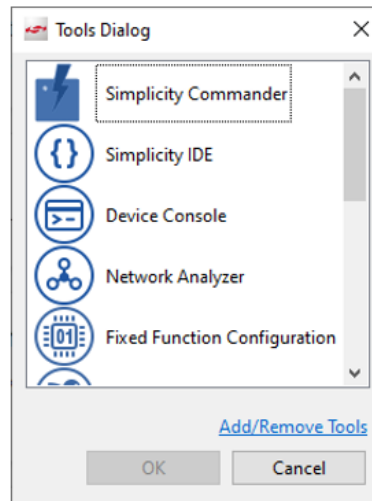 Tools Dialog
Simplicity Commander
{} Simplicity IDE
Device Console
Network Analyzer
01 Fixed Function Configuration
Add/Remove Tools
OK Cancel